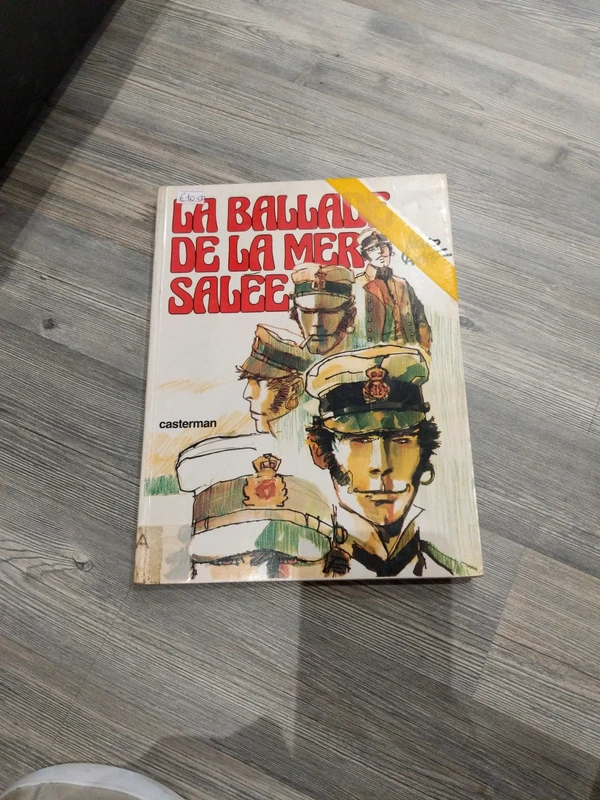 LA BALLADE
DE LA MER
SALÉE
casterman
A